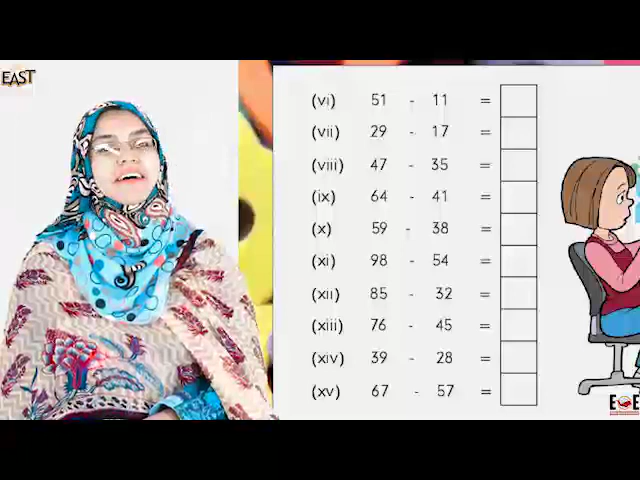 EAST
(vi) 51 - 11 =
(vii) 29 - 17 =
(viii) 47 - 35 =
(ix) 64 - 41 =
(x) 59 - 38 =
(xi) 98 - 54 =
(xii) 85 - 32 =
(xiii) 76 - 45 =
(xiv) 39 - 28 =
(xv) 67 - 57 =